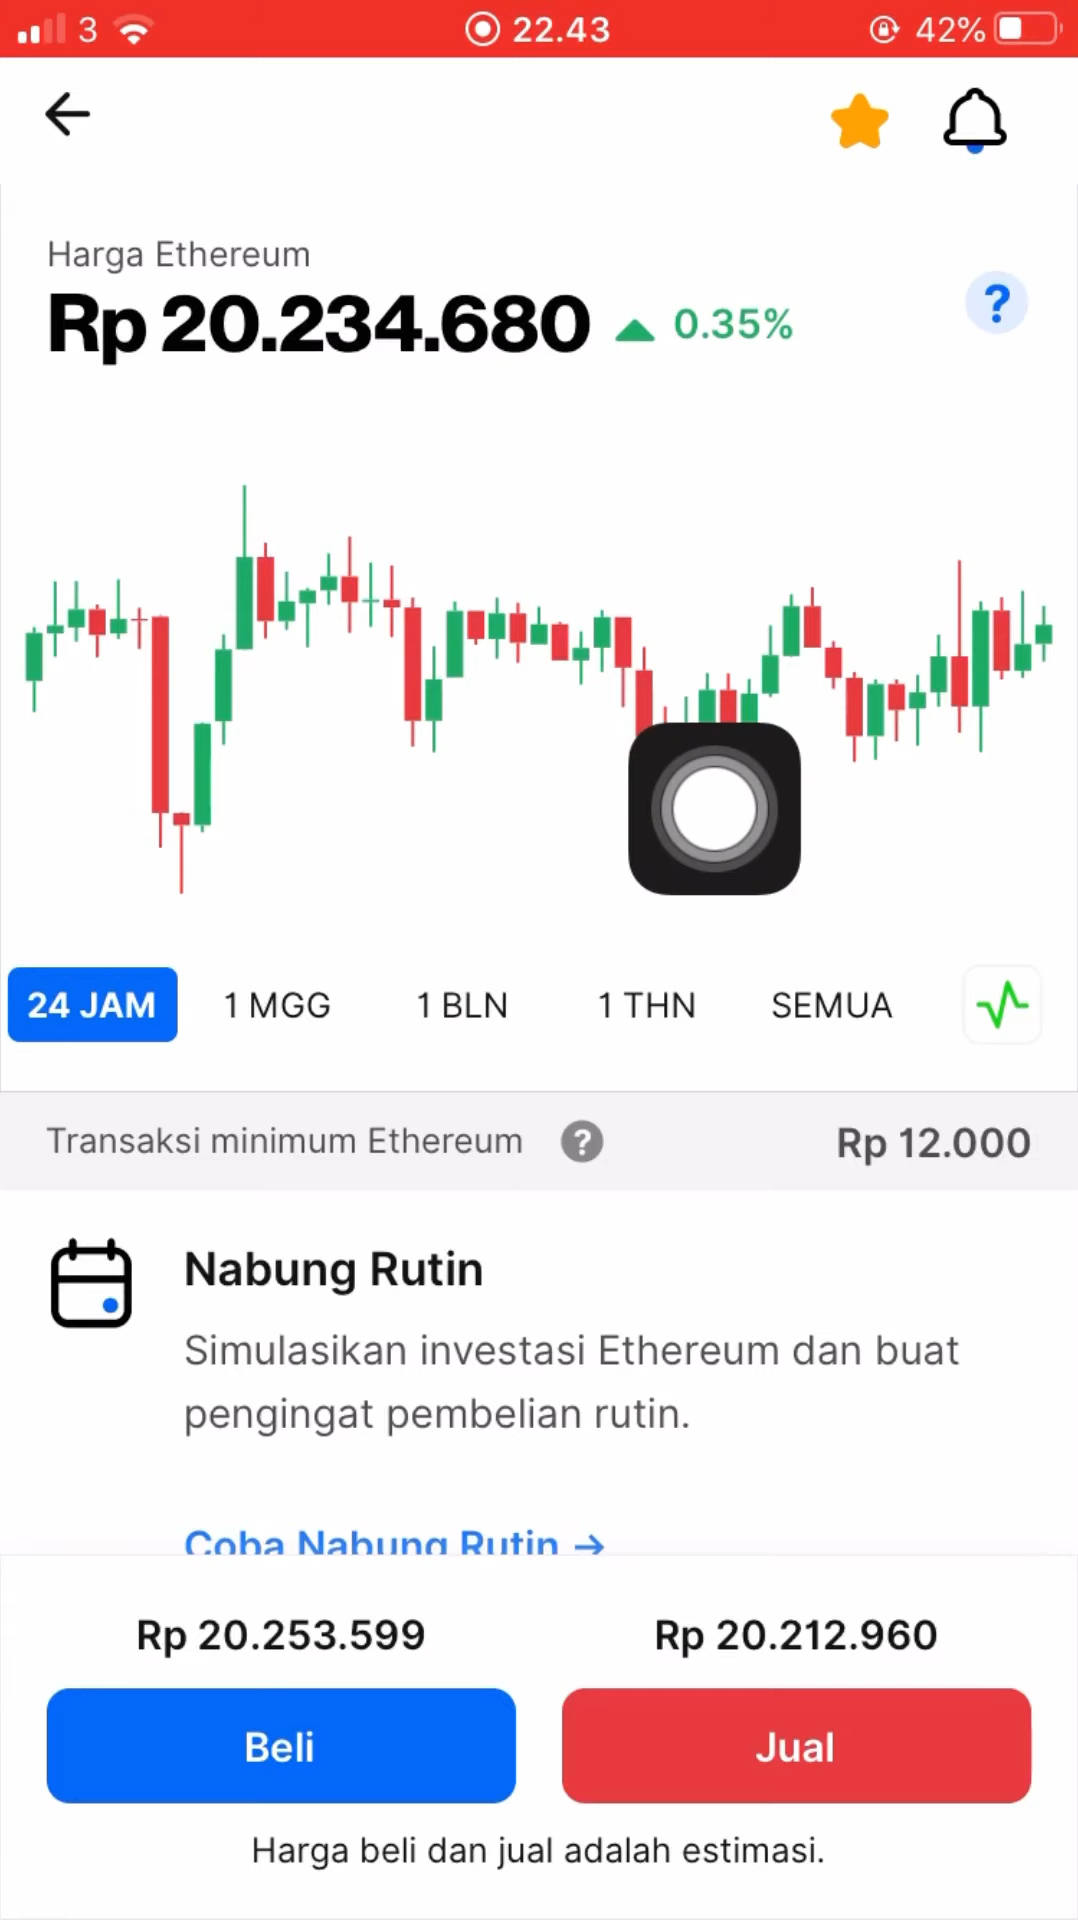 3 22.43 42%
Harga Ethereum
Rp 20.234.680 0.35%
?
24 JAM 1 MGG 1 BLN 1 THN SEMUA
Transaksi minimum Ethereum ? Rp 12.000
Nabung Rutin
Simulasikan investasi Ethereum dan buat
pengingat pembelian rutin.
Coba Nabung Rutin →
Rp 20.253.599 Rp 20.212.960
Beli Jual
Harga beli dan jual adalah estimasi.